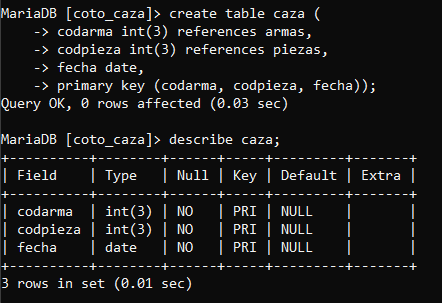 MariaDB [coto_caza]> create table caza (
    -> codarma int(3) references armas,
    -> codpieza int(3) references piezas,
    -> fecha date,
    -> primary key (codarma, codpieza, fecha));
Query OK, 0 rows affected (0.03 sec)

MariaDB [coto_caza]> describe caza;
+----------+--------+------+-----+---------+-------+
| Field    | Type   | Null | Key | Default | Extra |
+----------+--------+------+-----+---------+-------+
| codarma  | int(3) | NO   | PRI | NULL    |       |
| codpieza | int(3) | NO   | PRI | NULL    |       |
| fecha    | date   | NO   | PRI | NULL    |       |
+----------+--------+------+-----+---------+-------+
3 rows in set (0.01 sec)